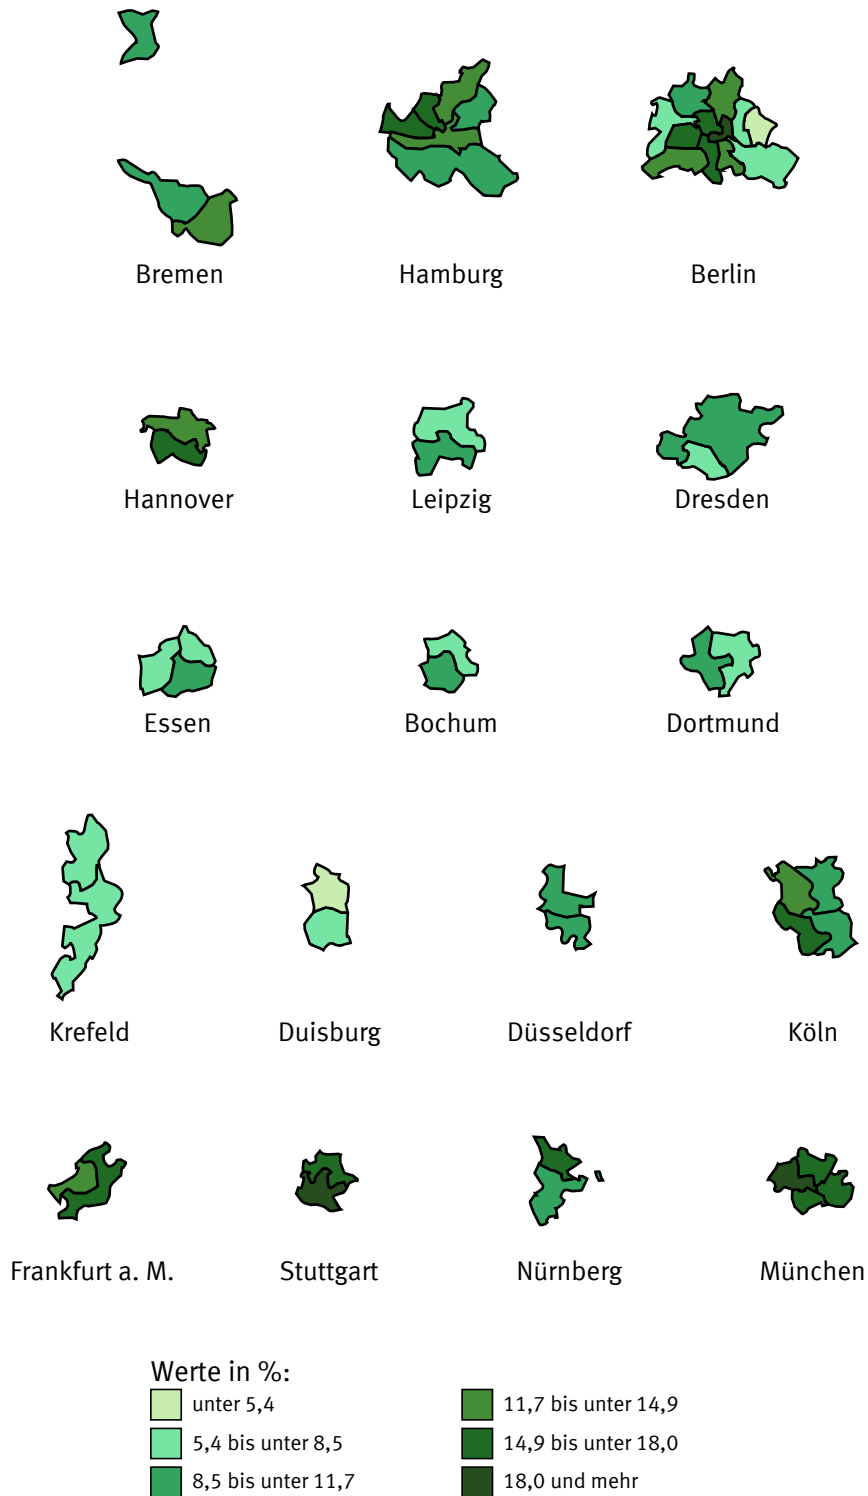 Bremen
Hamburg
Berlin
Hannover
Leipzig
Dresden
Essen
Bochum
Dortmund
Krefeld
Duisburg
Düsseldorf
Köln
Frankfurt a. M.
Stuttgart
Nürnberg
München
Werte in %:
unter 5,4
5,4 bis unter 8,5
8,5 bis unter 11,7
11,7 bis unter 14,9
14,9 bis unter 18,0
18,0 und mehr